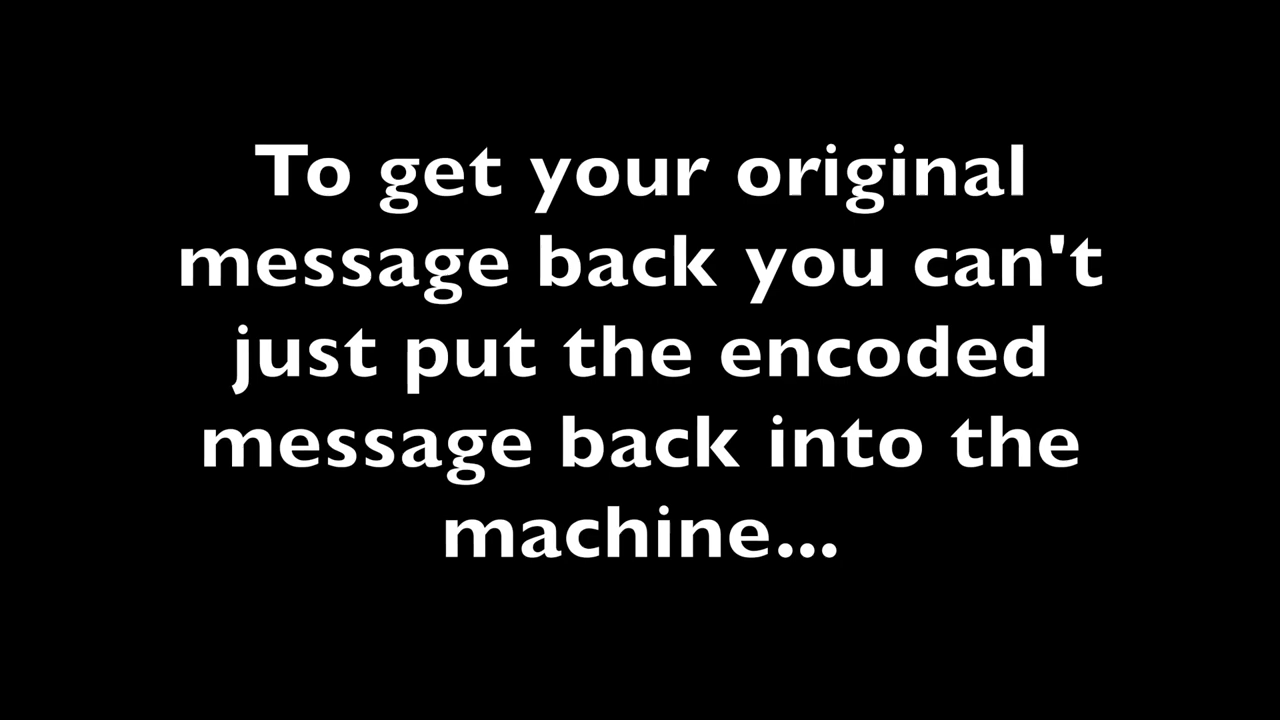 To get your original
message back you can't
just put the encoded
message back into the
machine...